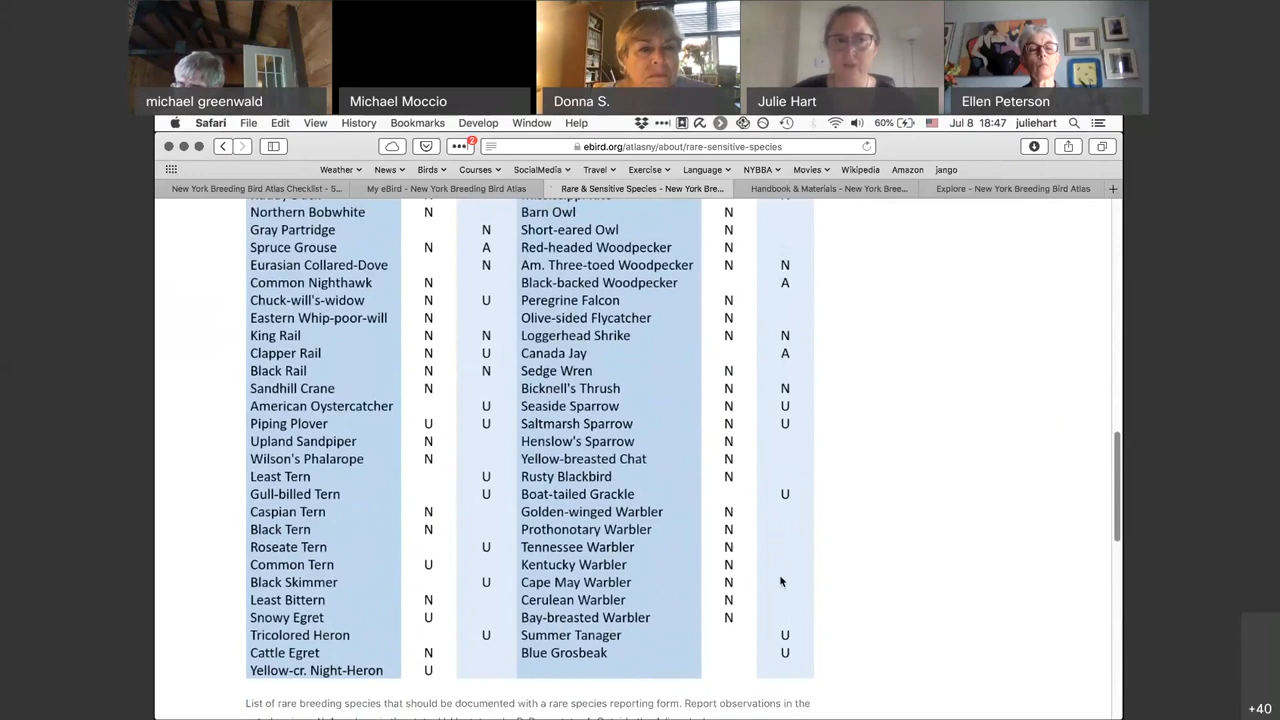 michael greenwald
Michael Moccio
Donna S.
Julie Hart
Ellen Peterson
Safari File Edit View History Bookmarks Develop Window Help 60% Jul 8 18:47 juliehart
2
ebird.org/atlasny/about/rare-sensitive-species
Weather News Birds Courses SocialMedia Travel Exercise Language NYBBA Movies Wikipedia Amazon jango
New York Breeding Bird Atlas Checklist - 5... My eBird - New York Breeding Bird Atlas Rare & Sensitive Species - New York Bre... Handbook & Materials - New York Bree... Explore - New York Breeding Bird Atlas
Northern Bobwhite N Barn Owl N
Gray Partridge N Short-eared Owl N
Spruce Grouse N A Red-headed Woodpecker N
Eurasian Collared-Dove N Am. Three-toed Woodpecker N N
Common Nighthawk N Black-backed Woodpecker A
Chuck-will's-widow N U Peregrine Falcon N
Eastern Whip-poor-will N Olive-sided Flycatcher N
King Rail N N Loggerhead Shrike N N
Clapper Rail N U Canada Jay A
Black Rail N N Sedge Wren N
Sandhill Crane N Bicknell's Thrush N N
American Oystercatcher U Seaside Sparrow N U
Piping Plover U U Saltmarsh Sparrow N U
Upland Sandpiper N Henslow's Sparrow N
Wilson's Phalarope N Yellow-breasted Chat N
Least Tern U Rusty Blackbird N
Gull-billed Tern U Boat-tailed Grackle U
Caspian Tern N Golden-winged Warbler N
Black Tern N Prothonotary Warbler N
Roseate Tern U Tennessee Warbler N
Common Tern U Kentucky Warbler N
Black Skimmer U Cape May Warbler N
Least Bittern N Cerulean Warbler N
Snowy Egret U Bay-breasted Warbler N
Tricolored Heron U Summer Tanager U
Cattle Egret N Blue Grosbeak U
Yellow-cr. Night-Heron U
List of rare breeding species that should be documented with a rare species reporting form. Report observations in the
+40